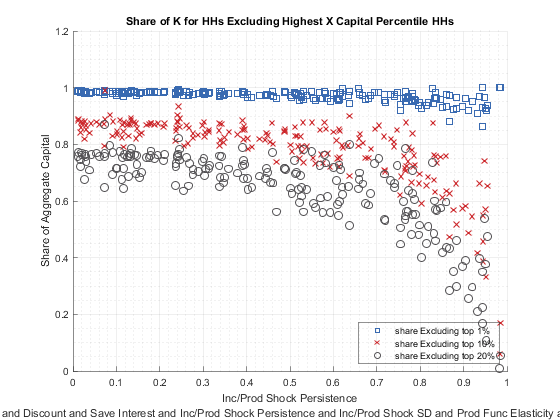 Share of K for HHs Excluding Highest X Capital Percentile HHs
1.2
1
0.8
0.6
0.4
0.2
0
Share of Aggregate Capital
share Excluding top 1%
share Excluding top 10%
share Excluding top 20%
0 0.1 0.2 0.3 0.4 0.5 0.6 0.7 0.8 0.9 1
Inc/Prod Shock Persistence
and Discount and Save Interest and Inc/Prod Shock Persistence and Inc/Prod Shock SD and Prod Func Elasticity